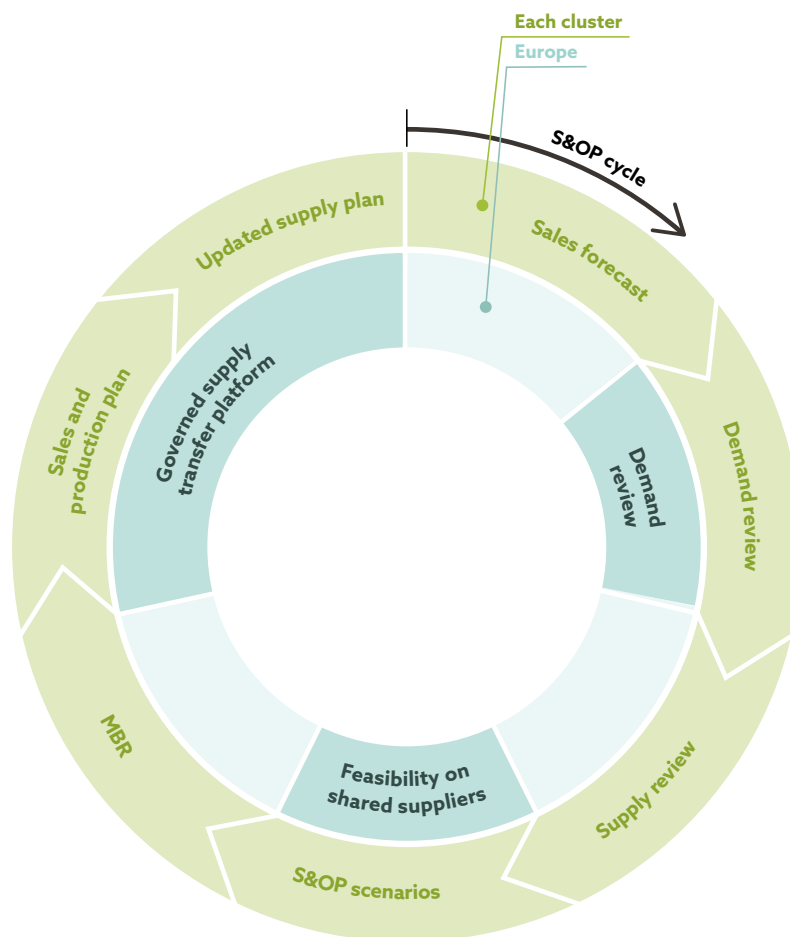 Each cluster
Europe
S&OP cycle
Sales forecast
Demand review
Supply review
S&OP scenarios
MBR
Sales and
production plan
Updated supply plan
Demand
review
Feasibility on
shared suppliers
Governed supply
transfer platform